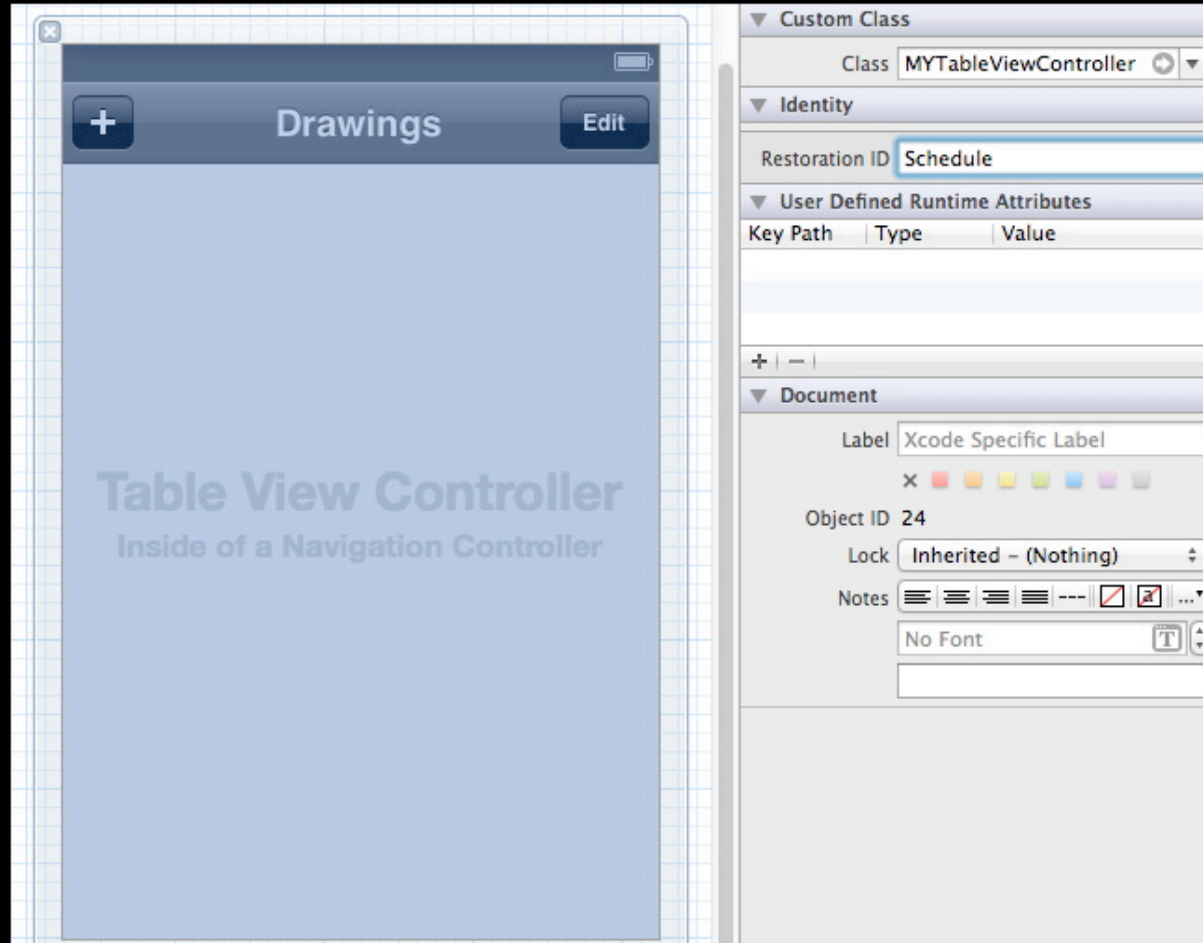 + Drawings Edit
Table View Controller
Inside of a Navigation Controller
Custom Class
Class MYTableViewController
Identity
Restoration ID Schedule
User Defined Runtime Attributes
Key Path Type Value
+ −
Document
Label Xcode Specific Label
Object ID 24
Lock Inherited – (Nothing)
Notes
No Font